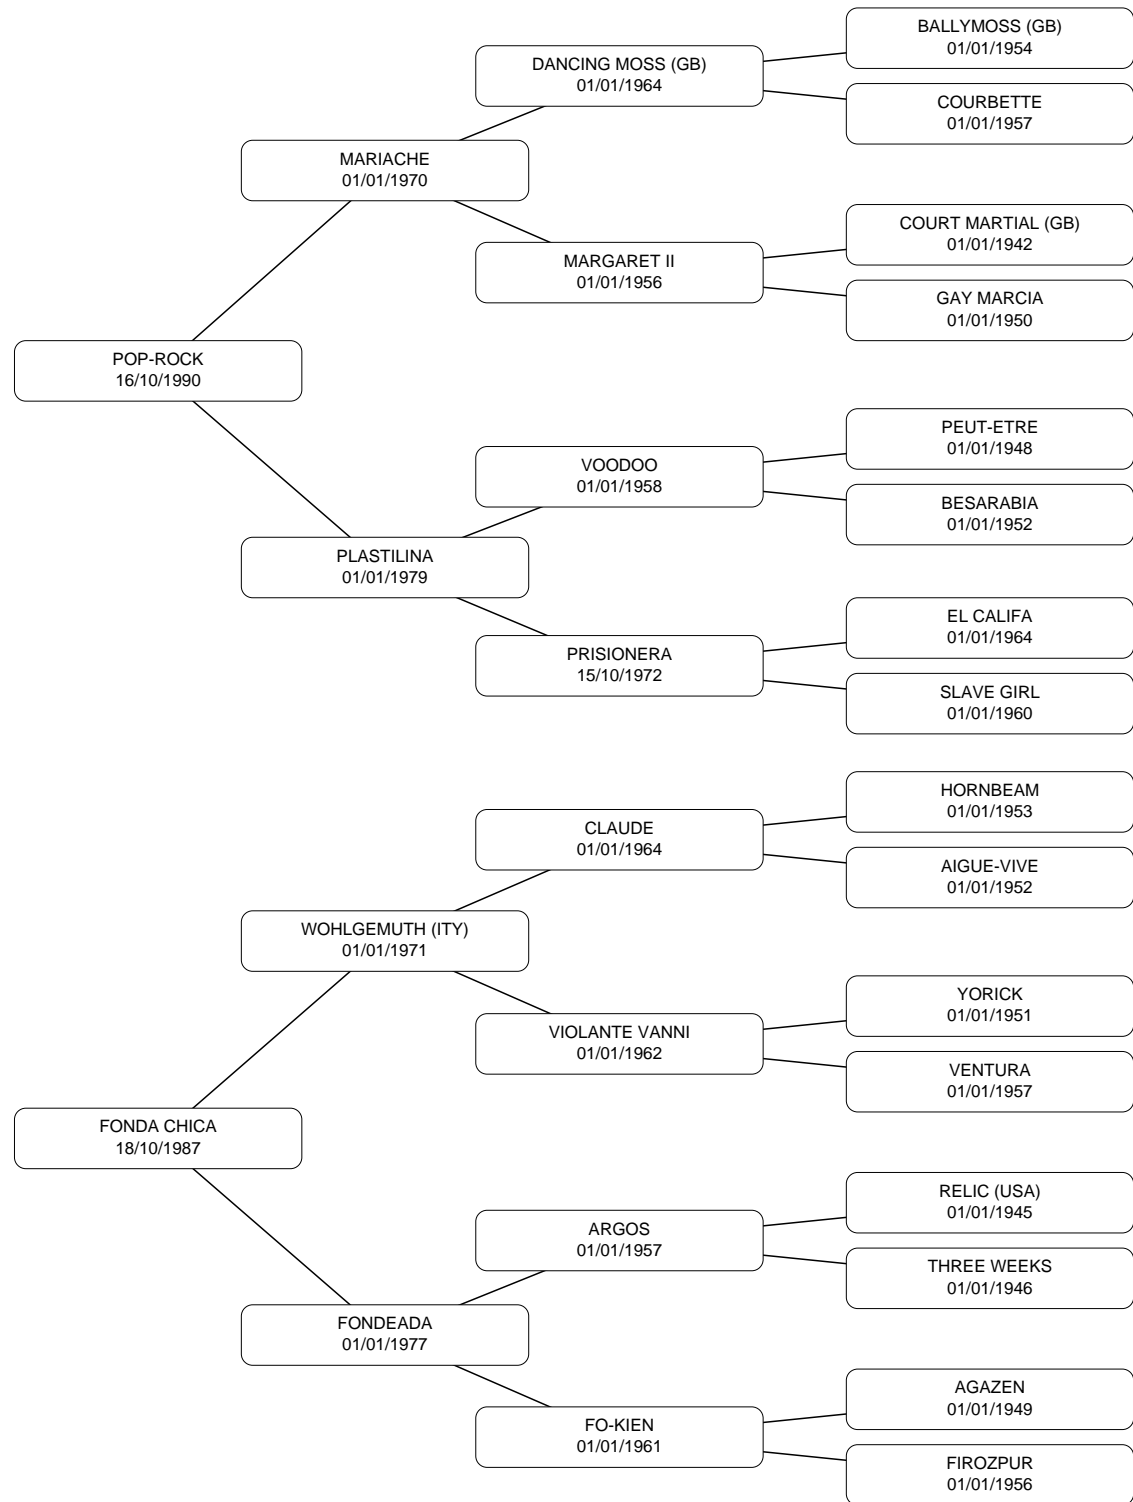 BALLYMOSS (GB)
01/01/1954
DANCING MOSS (GB)
01/01/1964
COURBETTE
01/01/1957
MARIACHE
01/01/1970
COURT MARTIAL (GB)
01/01/1942
MARGARET II
01/01/1956
GAY MARCIA
01/01/1950
POP-ROCK
16/10/1990
PEUT-ETRE
01/01/1948
VOODOO
01/01/1958
BESARABIA
01/01/1952
PLASTILINA
01/01/1979
EL CALIFA
01/01/1964
PRISIONERA
15/10/1972
SLAVE GIRL
01/01/1960
HORNBEAM
01/01/1953
CLAUDE
01/01/1964
AIGUE-VIVE
01/01/1952
WOHLGEMUTH (ITY)
01/01/1971
YORICK
01/01/1951
VIOLANTE VANNI
01/01/1962
VENTURA
01/01/1957
FONDA CHICA
18/10/1987
RELIC (USA)
01/01/1945
ARGOS
01/01/1957
THREE WEEKS
01/01/1946
FONDEADA
01/01/1977
AGAZEN
01/01/1949
FO-KIEN
01/01/1961
FIROZPUR
01/01/1956